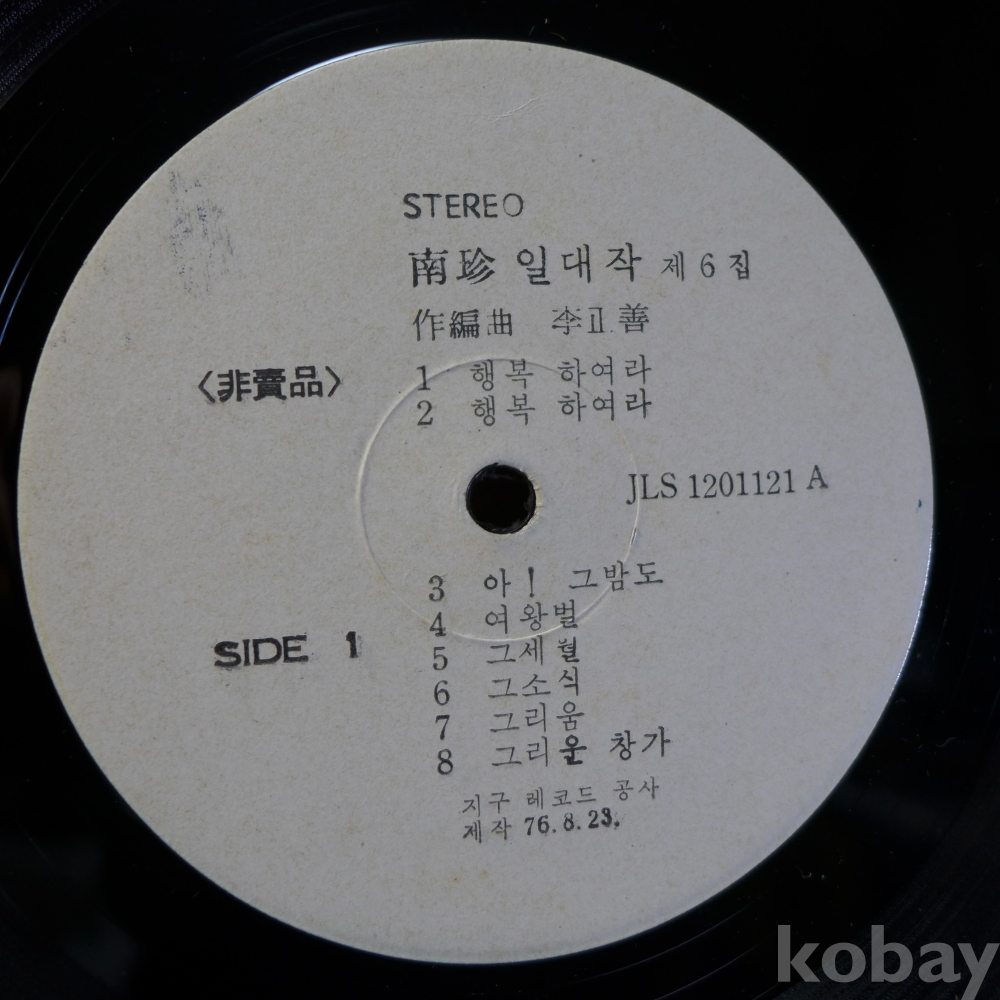 STEREO
南珍 일대작 제6집
作編曲 李正善
〈非賣品〉
1 행복 하여라
2 행복 하여라
JLS 1201121 A
3 아! 그밤도
4 여왕벌
5 그세월
6 그소식
7 그리움
8 그리운 창가
SIDE 1
지구 레코드 공사
제작 76.8.23.
kobay